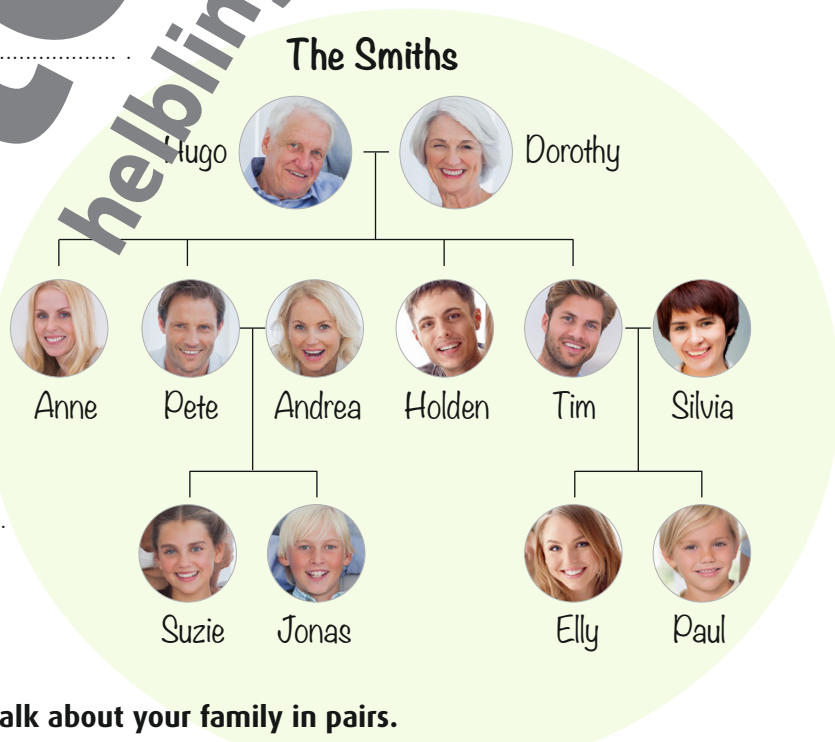 The Smiths
Hugo Dorothy
Anne Pete Andrea Holden Tim Silvia
Suzie Jonas Elly Paul
alk about your family in pairs.
helblin